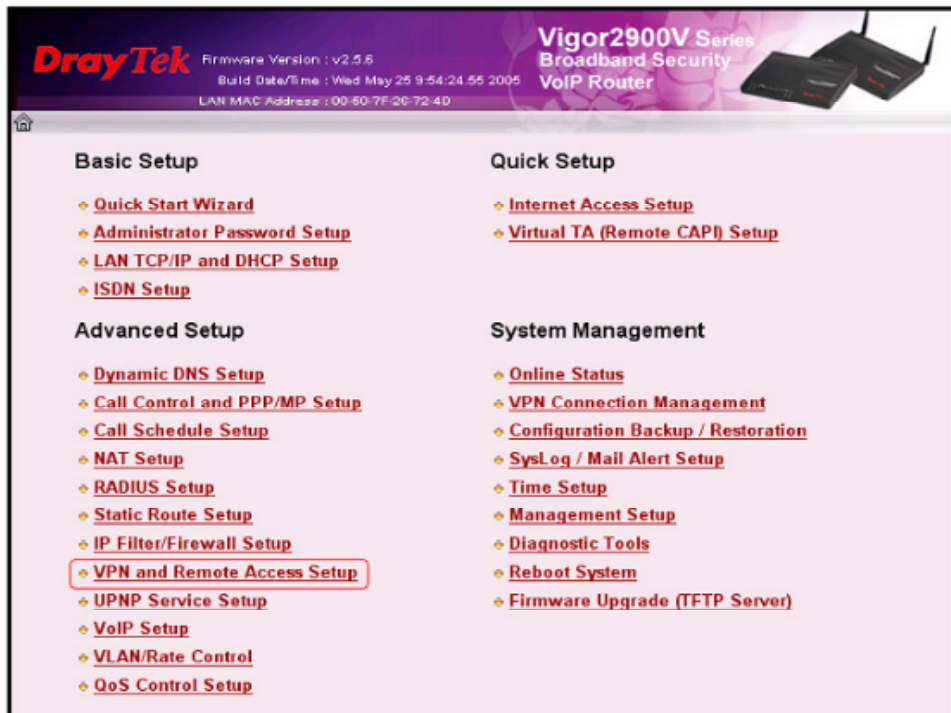 DrayTek
Firmware Version : v2.5.6
Build Date/Time : Wed May 25 9:54:24.55 2005
LAN MAC Address : 00-50-7F-26-72-4D
Vigor2900V Series
Broadband Security
VoIP Router
Basic Setup
Quick Start Wizard
Administrator Password Setup
LAN TCP/IP and DHCP Setup
ISDN Setup
Quick Setup
Internet Access Setup
Virtual TA (Remote CAPI) Setup
Advanced Setup
Dynamic DNS Setup
Call Control and PPP/MP Setup
Call Schedule Setup
NAT Setup
RADIUS Setup
Static Route Setup
IP Filter/Firewall Setup
VPN and Remote Access Setup
UPNP Service Setup
VoIP Setup
VLAN/Rate Control
QoS Control Setup
System Management
Online Status
VPN Connection Management
Configuration Backup / Restoration
SysLog / Mail Alert Setup
Time Setup
Management Setup
Diagnostic Tools
Reboot System
Firmware Upgrade (TFTP Server)